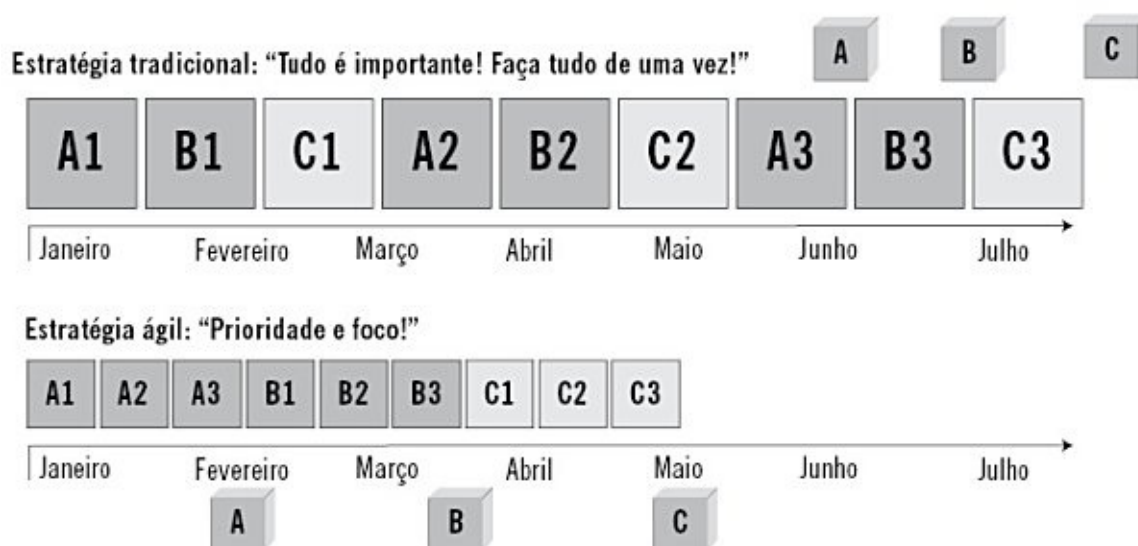 A B C
Estratégia tradicional: “Tudo é importante! Faça tudo de uma vez!”
A1 B1 C1 A2 B2 C2 A3 B3 C3
Janeiro Fevereiro Março Abril Maio Junho Julho
Estratégia ágil: “Prioridade e foco!”
A1 A2 A3 B1 B2 B3 C1 C2 C3
Janeiro Fevereiro Março Abril Maio Junho Julho
A B C